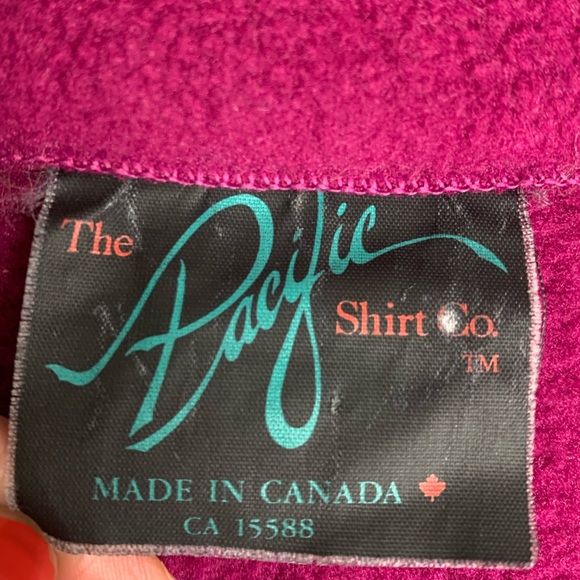 The Pacific
Shirt Co.
TM
MADE IN CANADA
CA 15588